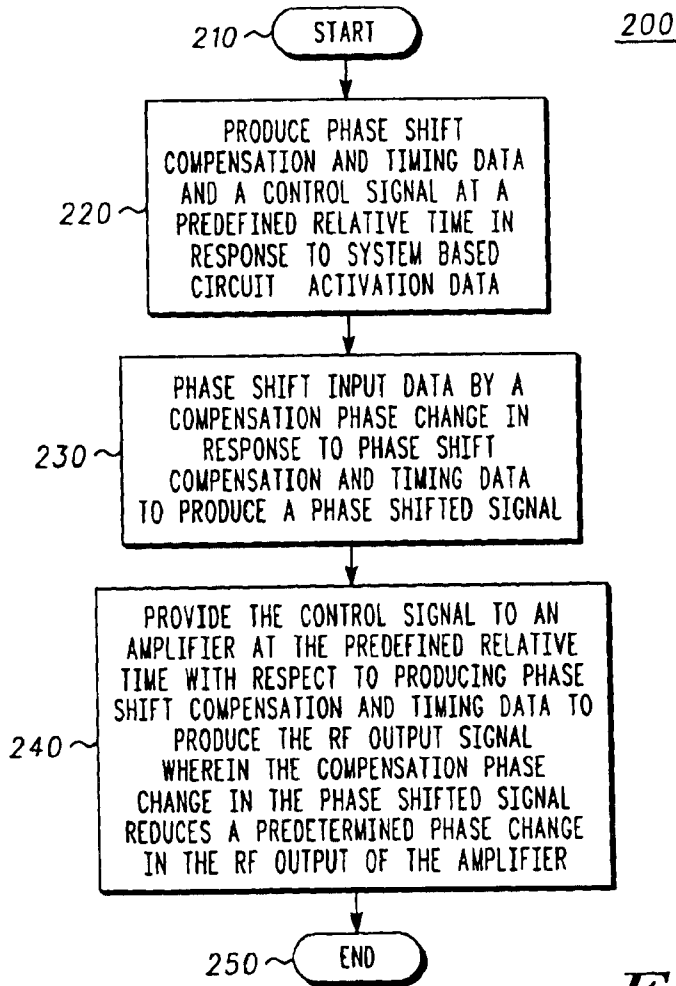 210 START 200
PRODUCE PHASE SHIFT
COMPENSATION AND TIMING DATA
AND A CONTROL SIGNAL AT A
220 PREDEFINED RELATIVE TIME IN
RESPONSE TO SYSTEM BASED
CIRCUIT ACTIVATION DATA
PHASE SHIFT INPUT DATA BY A
COMPENSATION PHASE CHANGE IN
230 RESPONSE TO PHASE SHIFT
COMPENSATION AND TIMING DATA
TO PRODUCE A PHASE SHIFTED SIGNAL
PROVIDE THE CONTROL SIGNAL TO AN
AMPLIFIER AT THE PREDEFINED RELATIVE
TIME WITH RESPECT TO PRODUCING PHASE
SHIFT COMPENSATION AND TIMING DATA TO
240 PRODUCE THE RF OUTPUT SIGNAL
WHEREIN THE COMPENSATION PHASE
CHANGE IN THE PHASE SHIFTED SIGNAL
REDUCES A PREDETERMINED PHASE CHANGE
IN THE RF OUTPUT OF THE AMPLIFIER
250 END